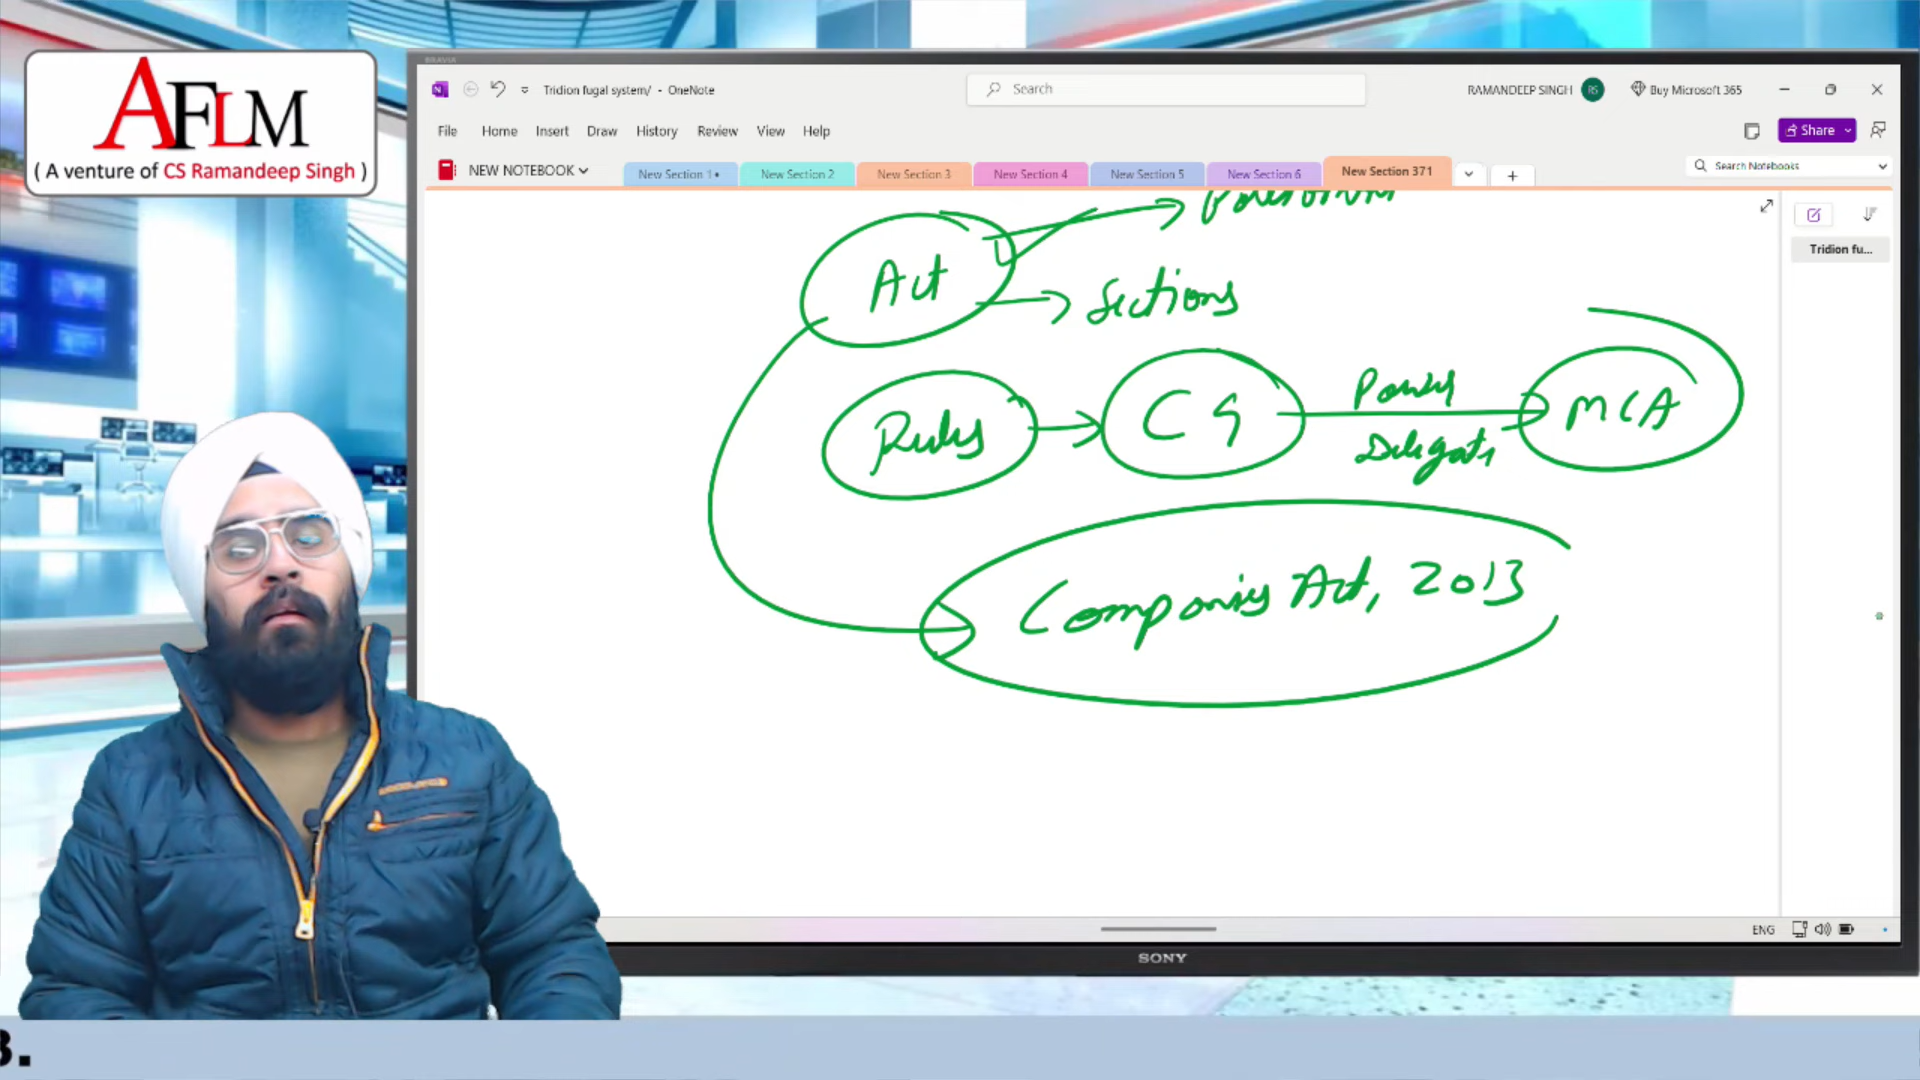 AFLM
( A venture of CS Ramandeep Singh )
BRAVIA
Tridion fugal system/ - OneNote
Search
RAMANDEEP SINGH
RS
Buy Microsoft 365
File
Home
Insert
Draw
History
Review
View
Help
Share
NEW NOTEBOOK
New Section 1
New Section 2
New Section 3
New Section 4
New Section 5
New Section 6
New Section 371
Search Notebooks
Tridion fu...
Act
Sections
Rules
CG
Power
Delegate
MCA
Companies Act, 2013
ENG
SONY
3.